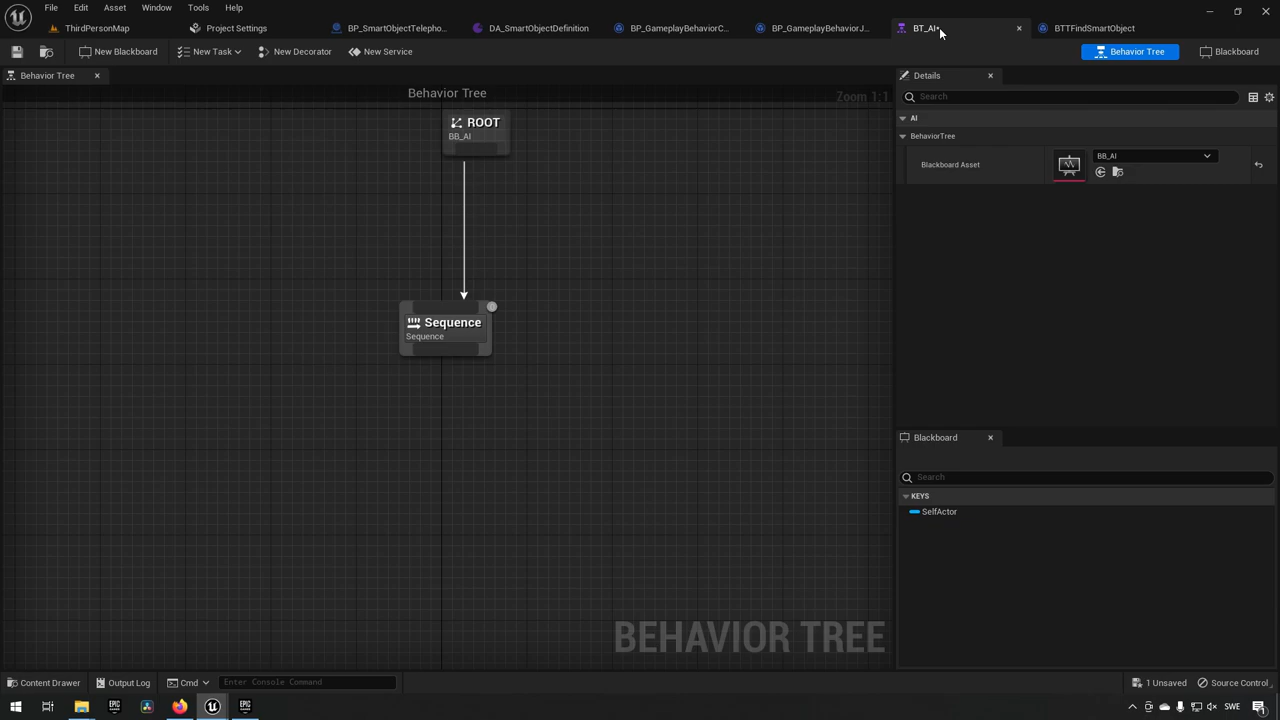 File Edit Asset Window Tools Help
ThirdPersonMap Project Settings BP_SmartObjectTelepho... DA_SmartObjectDefinition BP_GameplayBehaviorC... BP_GameplayBehaviorJ... BT_AI• BTTFindSmartObject
New Blackboard New Task New Decorator New Service Behavior Tree Blackboard
Behavior Tree Details
Behavior Tree Zoom 1:1
Search
ROOT
BB_AI
AI
BehaviorTree
Blackboard Asset BB_AI
Sequence
Sequence
Blackboard
Search
KEYS
SelfActor
BEHAVIOR TREE
Content Drawer Output Log Cmd Enter Console Command 1 Unsaved Source Control
EPIC EPIC SWE